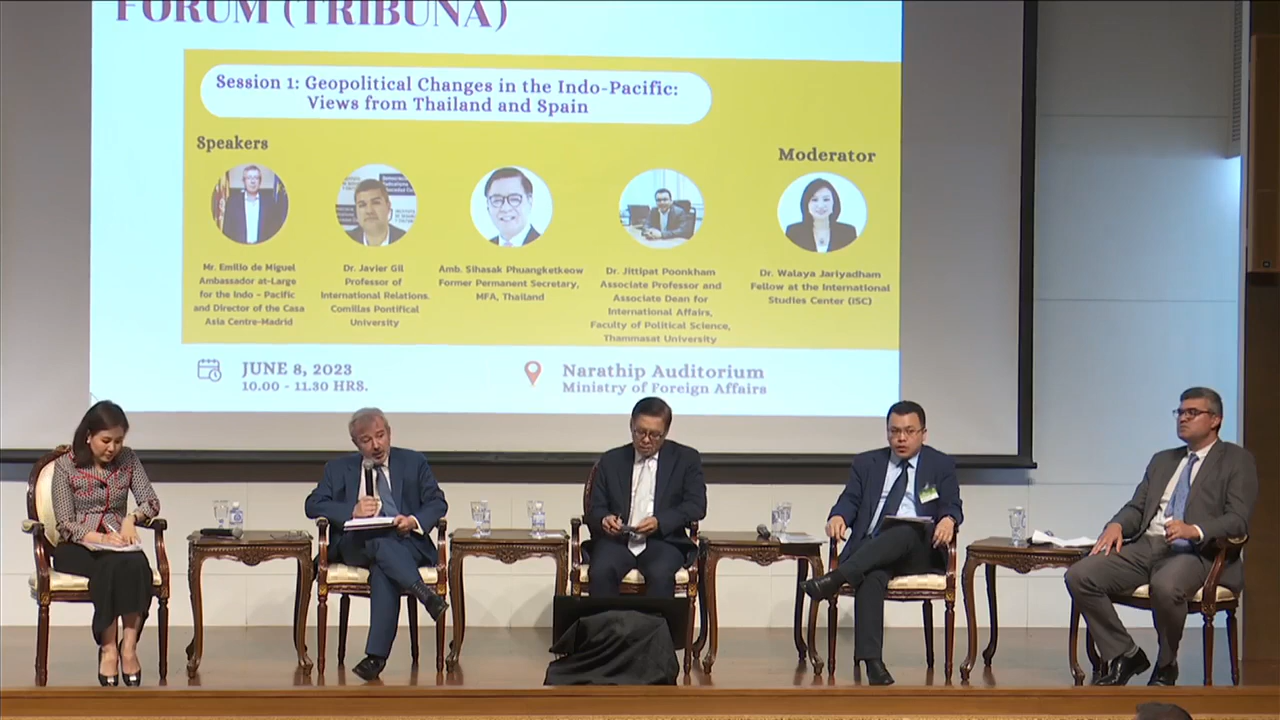 FORUM (TRIBUNA)
Session 1: Geopolitical Changes in the Indo-Pacific:
Views from Thailand and Spain
Speakers
Moderator
Mr. Emilio de Miguel
Ambassador at-Large
for the Indo - Pacific
and Director of the Casa
Asia Centre-Madrid
Dr. Javier Gil
Professor of
International Relations.
Comillas Pontifical
University
Amb. Sihasak Phuangketkeow
Former Permanent Secretary,
MFA, Thailand
Dr. Jittipat Poonkham
Associate Professor and
Associate Dean for
International Affairs,
Faculty of Political Science,
Thammasat University
Dr. Walaya Jariyadham
Fellow at the International
Studies Center (ISC)
JUNE 8, 2023
10.00 - 11.30 HRS.
Narathip Auditorium
Ministry of Foreign Affairs